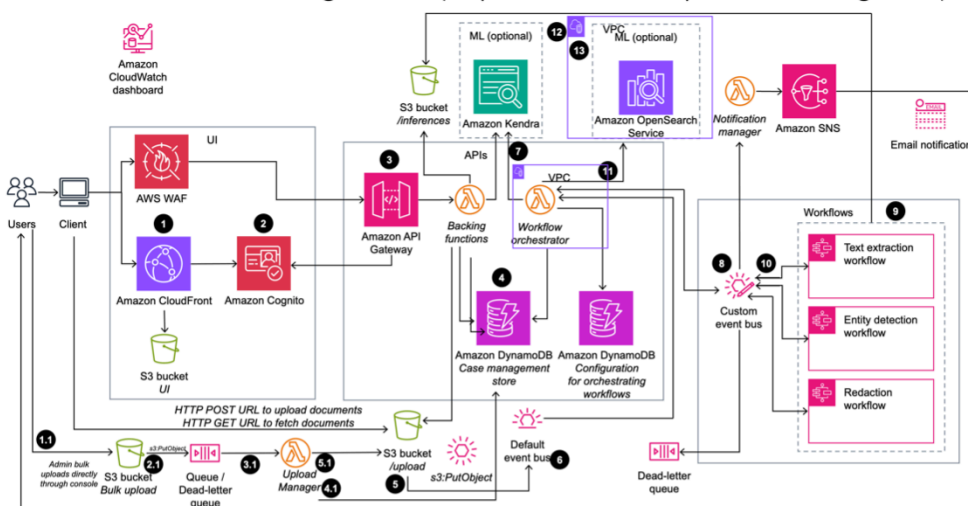 Amazon
CloudWatch
dashboard
S3 bucket
/inferences
ML (optional)
Amazon Kendra
12
13
VPC
ML (optional)
Amazon OpenSearch
Service
Notification
manager
Amazon SNS
EMAIL
Email notification
UI
AWS WAF
Users
Client
1
Amazon CloudFront
2
Amazon Cognito
S3 bucket
UI
APIs
3
Amazon API
Gateway
Backing
functions
7
VPC
11
Workflow
orchestrator
4
Amazon DynamoDB
Case management
store
Amazon DynamoDB
Configuration
for orchestrating
workflows
8
10
Custom
event bus
Workflows
9
Text extraction
workflow
Entity detection
workflow
Redaction
workflow
HTTP POST URL to upload documents
HTTP GET URL to fetch documents
1.1
Admin bulk
uploads directly
through console
S3 bucket
Bulk upload
s3:PutObject
2.1
Queue /
Dead-letter
queue
3.1
Upload
Manager
5.1
4.1
S3 bucket
/upload
5
s3:PutObject
Default
event bus
6
Dead-letter
queue